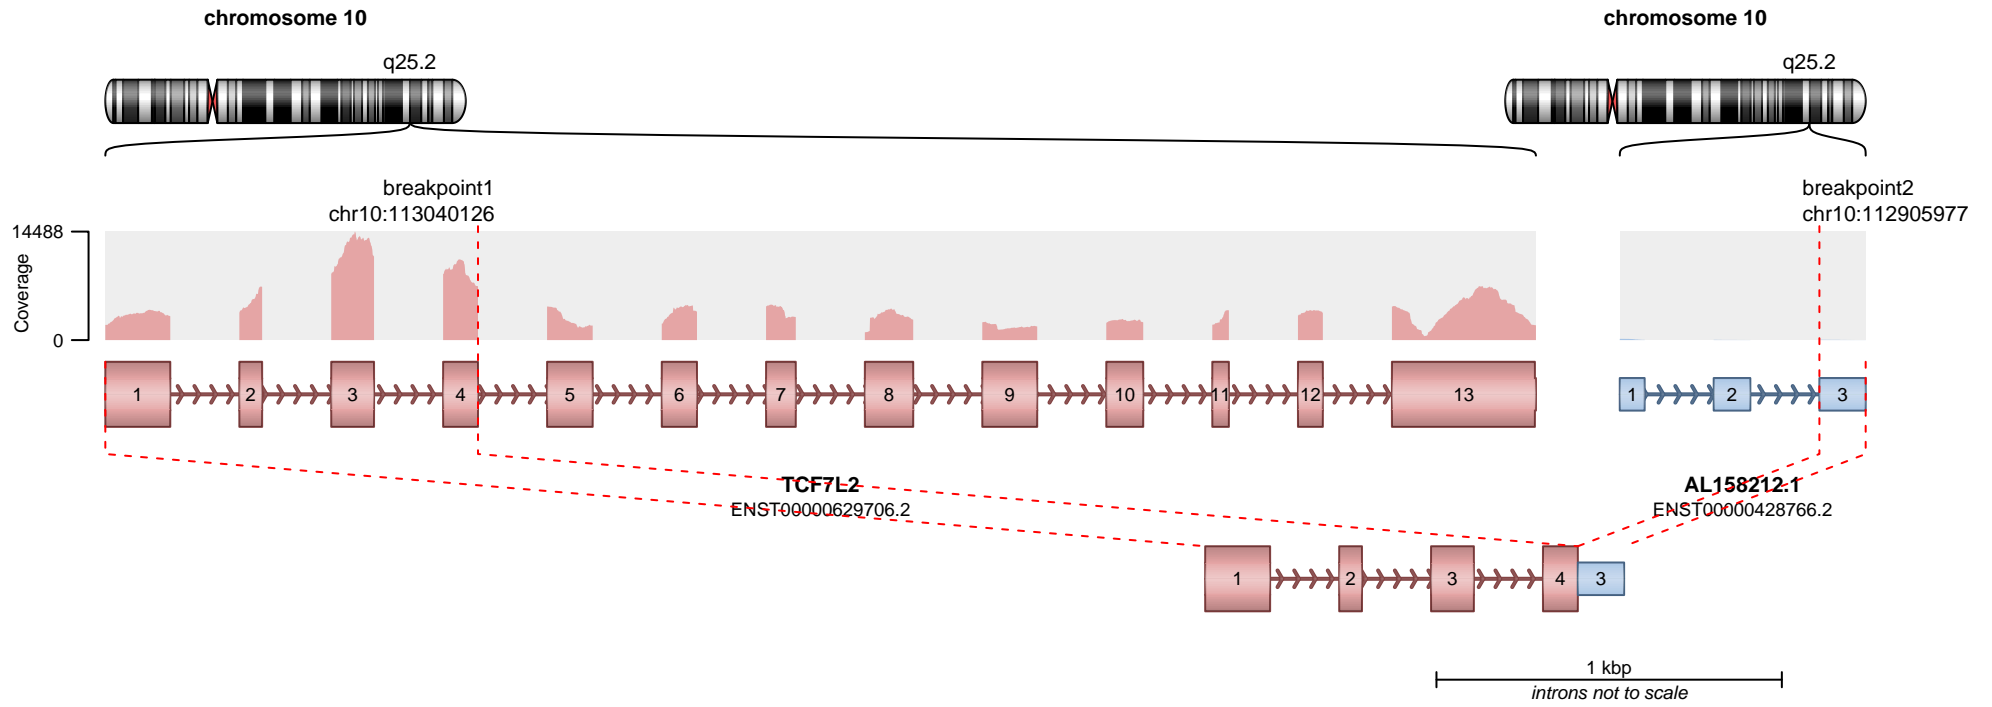 chromosome 10
chromosome 10
q25.2
q25.2
breakpoint1
chr10:113040126
breakpoint2
chr10:112905977
14488
Coverage
0
1 2 3 4 5 6 7 8 9 10 11 12 13
1 2 3
TCF7L2
ENST00000629706.2
AL158212.1
ENST00000428766.2
1 2 3 4 3
1 kbp
introns not to scale